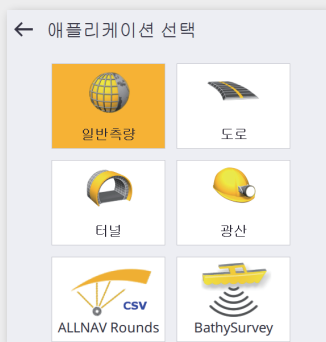 애플리케이션 선택
일반측량
도로
터널
광산
CSV
ALLNAV Rounds
BathySurvey